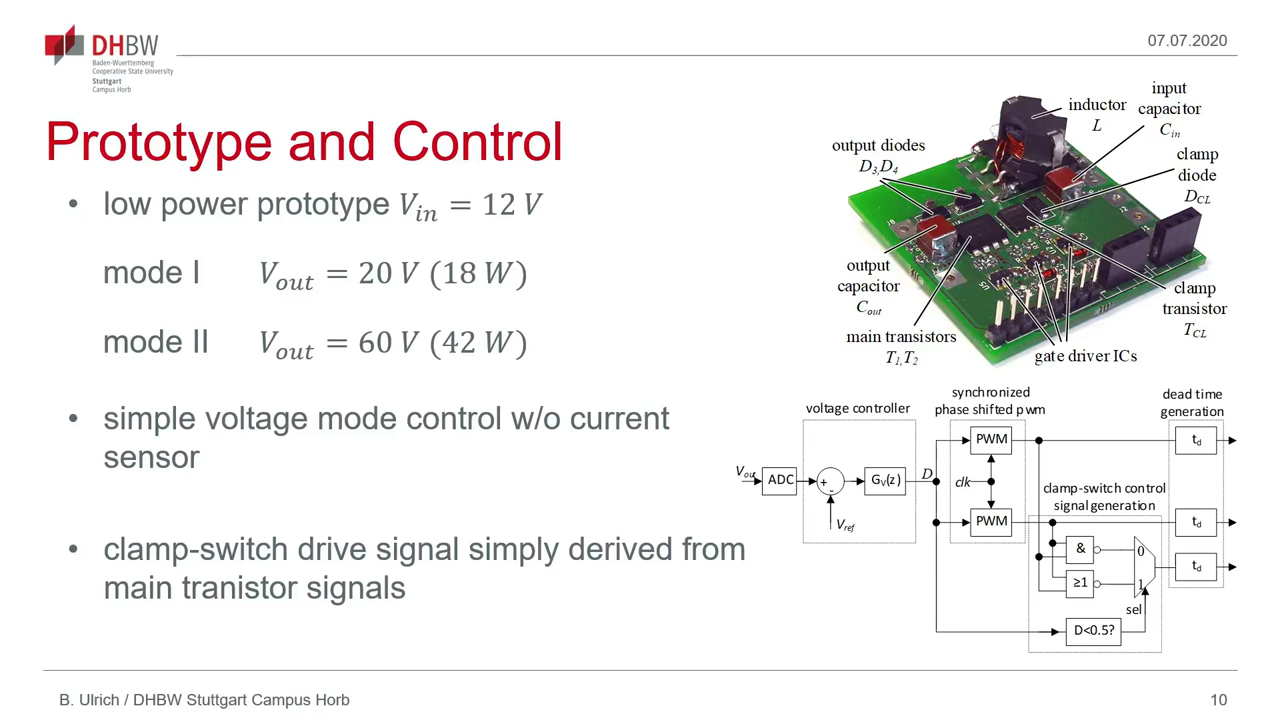 DHBW
Baden-Wuerttemberg
Cooperative State University
Stuttgart
Campus Horb
07.07.2020
Prototype and Control
• low power prototype V_in = 12 V
mode I V_out = 20 V (18 W)
mode II V_out = 60 V (42 W)
• simple voltage mode control w/o current
sensor
• clamp-switch drive signal simply derived from
main tranistor signals
inductor
L
input
capacitor
C_in
output diodes
D_3,D_4
clamp
diode
D_CL
output
capacitor
C_out
main transistors
T_1,T_2
gate driver ICs
clamp
transistor
T_CL
voltage controller
synchronized
phase shifted pwm
dead time
generation
V_out
ADC
+
-
V_ref
G_V(z)
D
PWM
clk
PWM
clamp-switch control
signal generation
&
≥1
0
1
sel
D<0.5?
t_d
t_d
t_d
B. Ulrich / DHBW Stuttgart Campus Horb
10